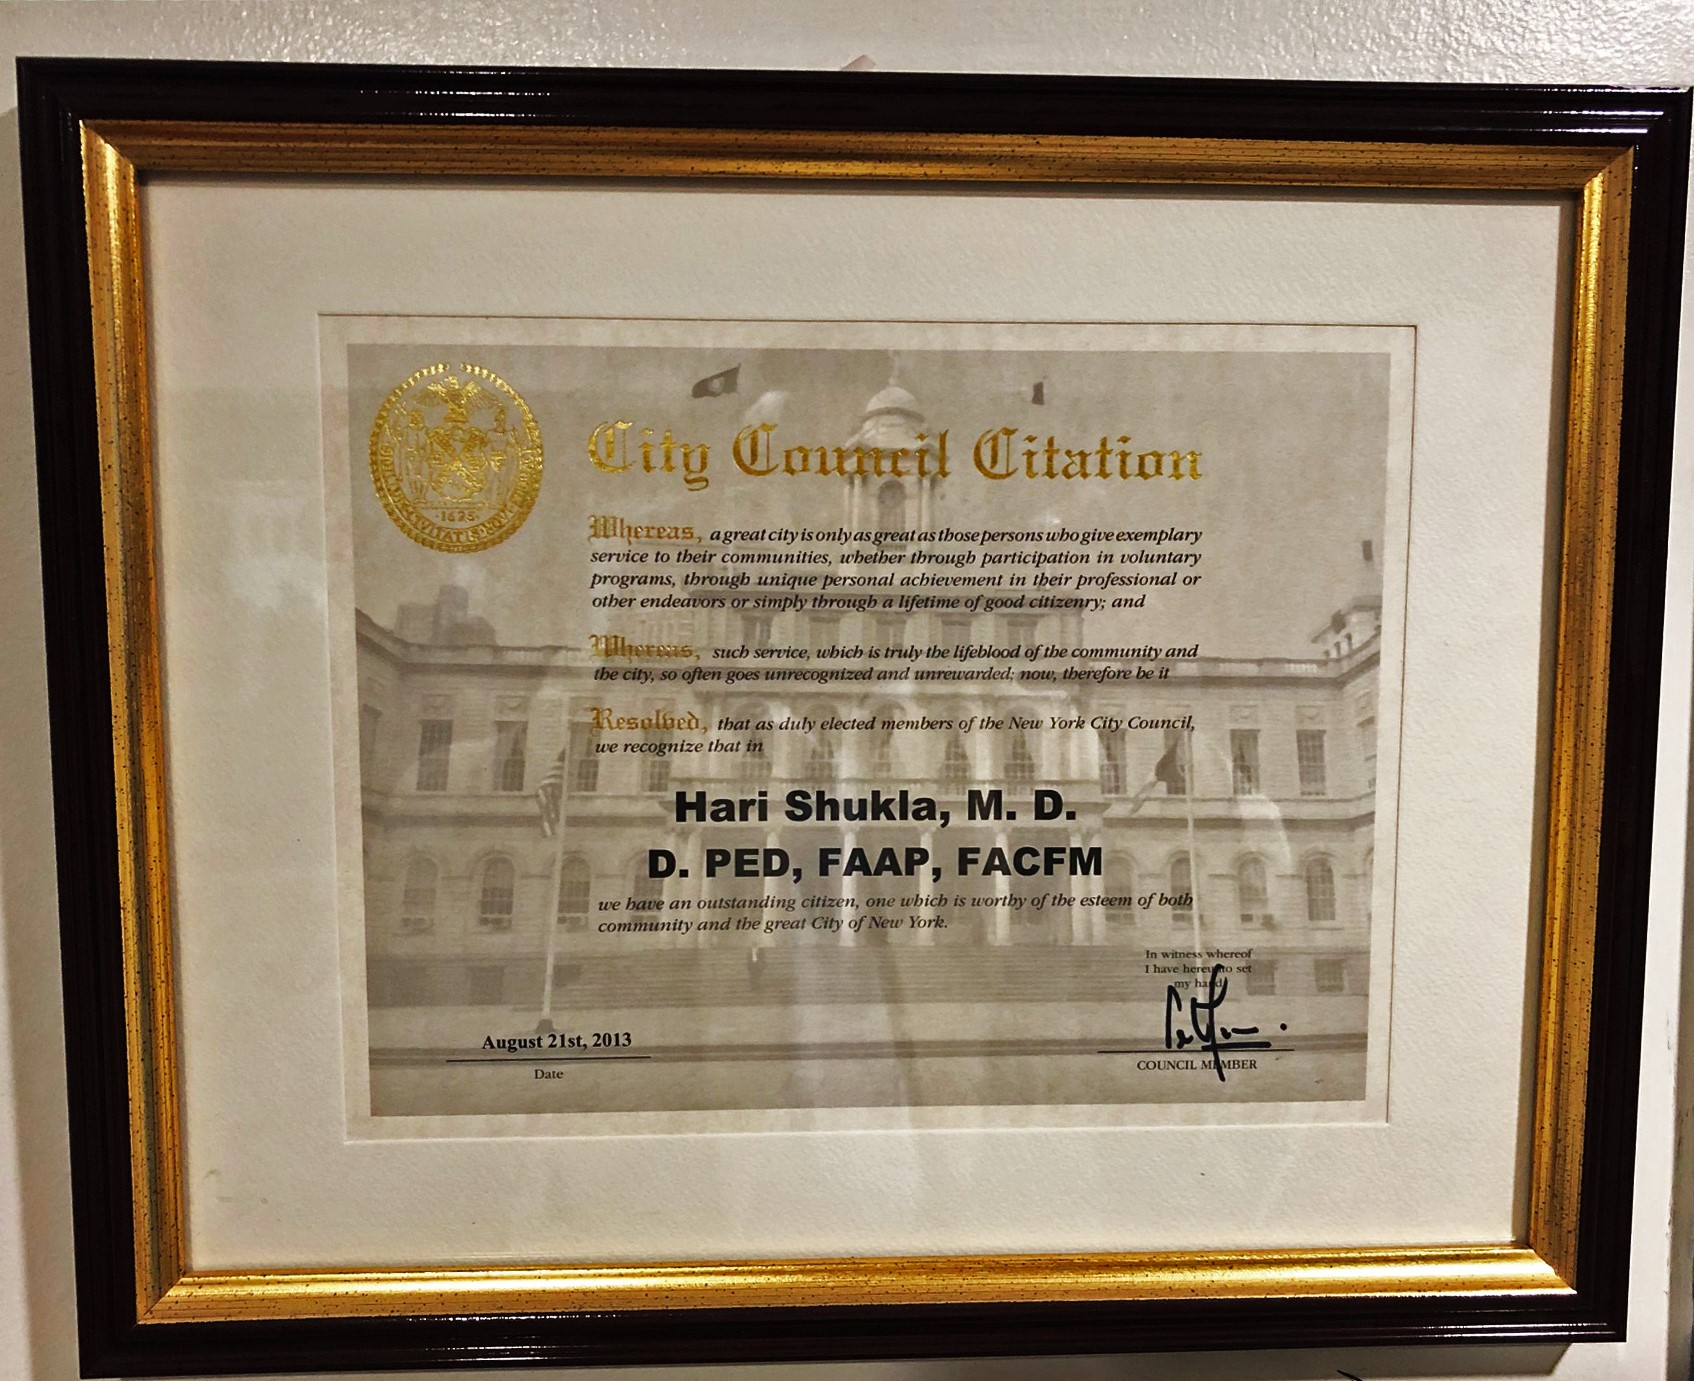 City Council Citation
Whereas, a great city is only as great as those persons who give exemplary
service to their communities, whether through participation in voluntary
programs, through unique personal achievement in their professional or
other endeavors or simply through a lifetime of good citizenry; and
Whereas, such service, which is truly the lifeblood of the community and
the city, so often goes unrecognized and unrewarded; now, therefore be it
Resolved, that as duly elected members of the New York City Council,
we recognize that in
Hari Shukla, M. D.
D. PED, FAAP, FACFM
we have an outstanding citizen, one which is worthy of the esteem of both
community and the great City of New York.
In witness whereof
I have hereunto set
my hand
August 21st, 2013
Date
COUNCIL MEMBER
·1625·